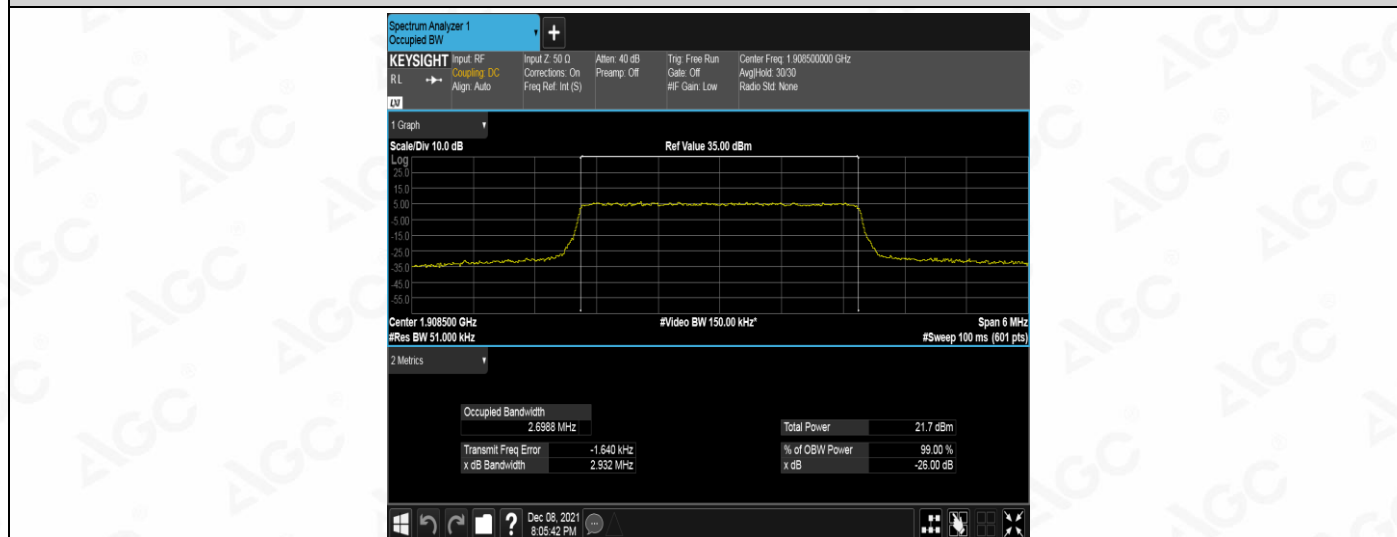 Spectrum Analyzer 1
Occupied BW
+
KEYSIGHT Input: RF Input Z: 50 Ω Atten: 40 dB Trig: Free Run Center Freq: 1.908500000 GHz
RL Coupling: DC Corrections: On Preamp: Off Gate: Off Avg|Hold: 30/30
Align: Auto Freq Ref: Int (S) #IF Gain: Low Radio Std: None
LXI
1 Graph
Scale/Div 10.0 dB Ref Value 35.00 dBm
Log
25.0
15.0
5.00
-5.00
-15.0
-25.0
-35.0
-45.0
-55.0
Center 1.908500 GHz #Video BW 150.00 kHz* Span 6 MHz
#Res BW 51.000 kHz #Sweep 100 ms (601 pts)
2 Metrics
Occupied Bandwidth
2.6988 MHz Total Power 21.7 dBm
Transmit Freq Error -1.640 kHz % of OBW Power 99.00 %
x dB Bandwidth 2.932 MHz x dB -26.00 dB
? Dec 08, 2021
8:05:42 PM
AGC